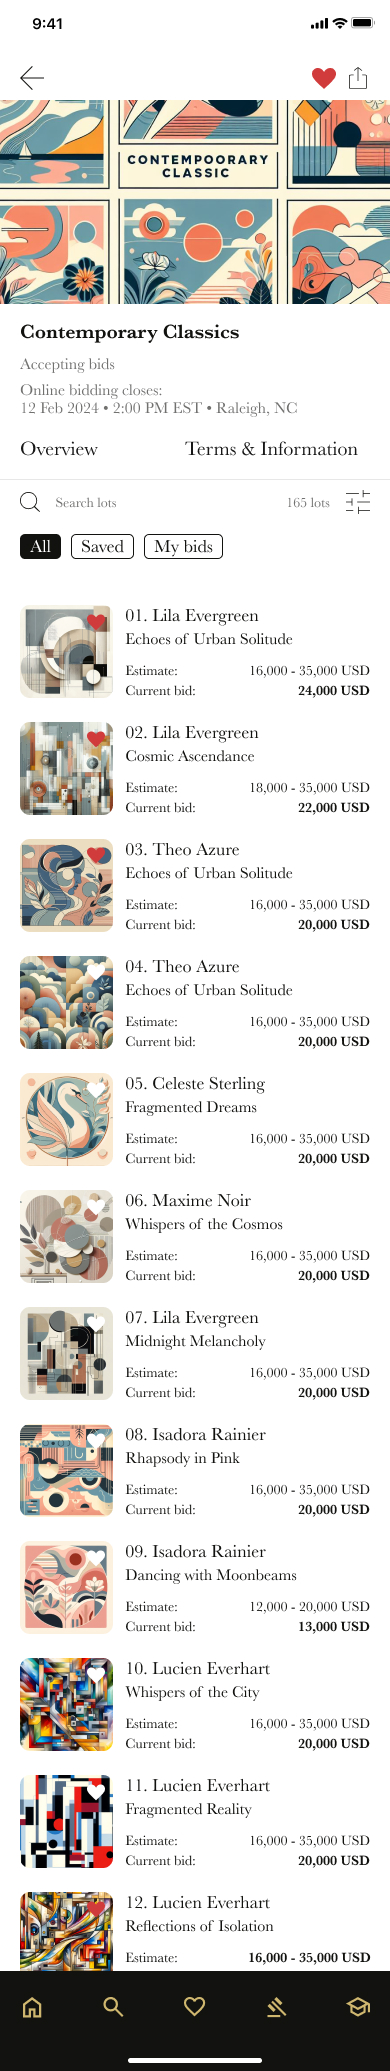 9:41
CONTEMPOORARY
CLASSIC
Contemporary Classics
Accepting bids
Online bidding closes:
12 Feb 2024 • 2:00 PM EST • Raleigh, NC
Overview Terms & Information
Search lots 165 lots
All Saved My bids
01. Lila Evergreen
Echoes of Urban Solitude
Estimate: 16,000 - 35,000 USD
Current bid: 24,000 USD
02. Lila Evergreen
Cosmic Ascendance
Estimate: 18,000 - 35,000 USD
Current bid: 22,000 USD
03. Theo Azure
Echoes of Urban Solitude
Estimate: 16,000 - 35,000 USD
Current bid: 20,000 USD
04. Theo Azure
Echoes of Urban Solitude
Estimate: 16,000 - 35,000 USD
Current bid: 20,000 USD
05. Celeste Sterling
Fragmented Dreams
Estimate: 16,000 - 35,000 USD
Current bid: 20,000 USD
06. Maxime Noir
Whispers of the Cosmos
Estimate: 16,000 - 35,000 USD
Current bid: 20,000 USD
07. Lila Evergreen
Midnight Melancholy
Estimate: 16,000 - 35,000 USD
Current bid: 20,000 USD
08. Isadora Rainier
Rhapsody in Pink
Estimate: 16,000 - 35,000 USD
Current bid: 20,000 USD
09. Isadora Rainier
Dancing with Moonbeams
Estimate: 12,000 - 20,000 USD
Current bid: 13,000 USD
10. Lucien Everhart
Whispers of the City
Estimate: 16,000 - 35,000 USD
Current bid: 20,000 USD
11. Lucien Everhart
Fragmented Reality
Estimate: 16,000 - 35,000 USD
Current bid: 20,000 USD
12. Lucien Everhart
Reflections of Isolation
Estimate: 16,000 - 35,000 USD